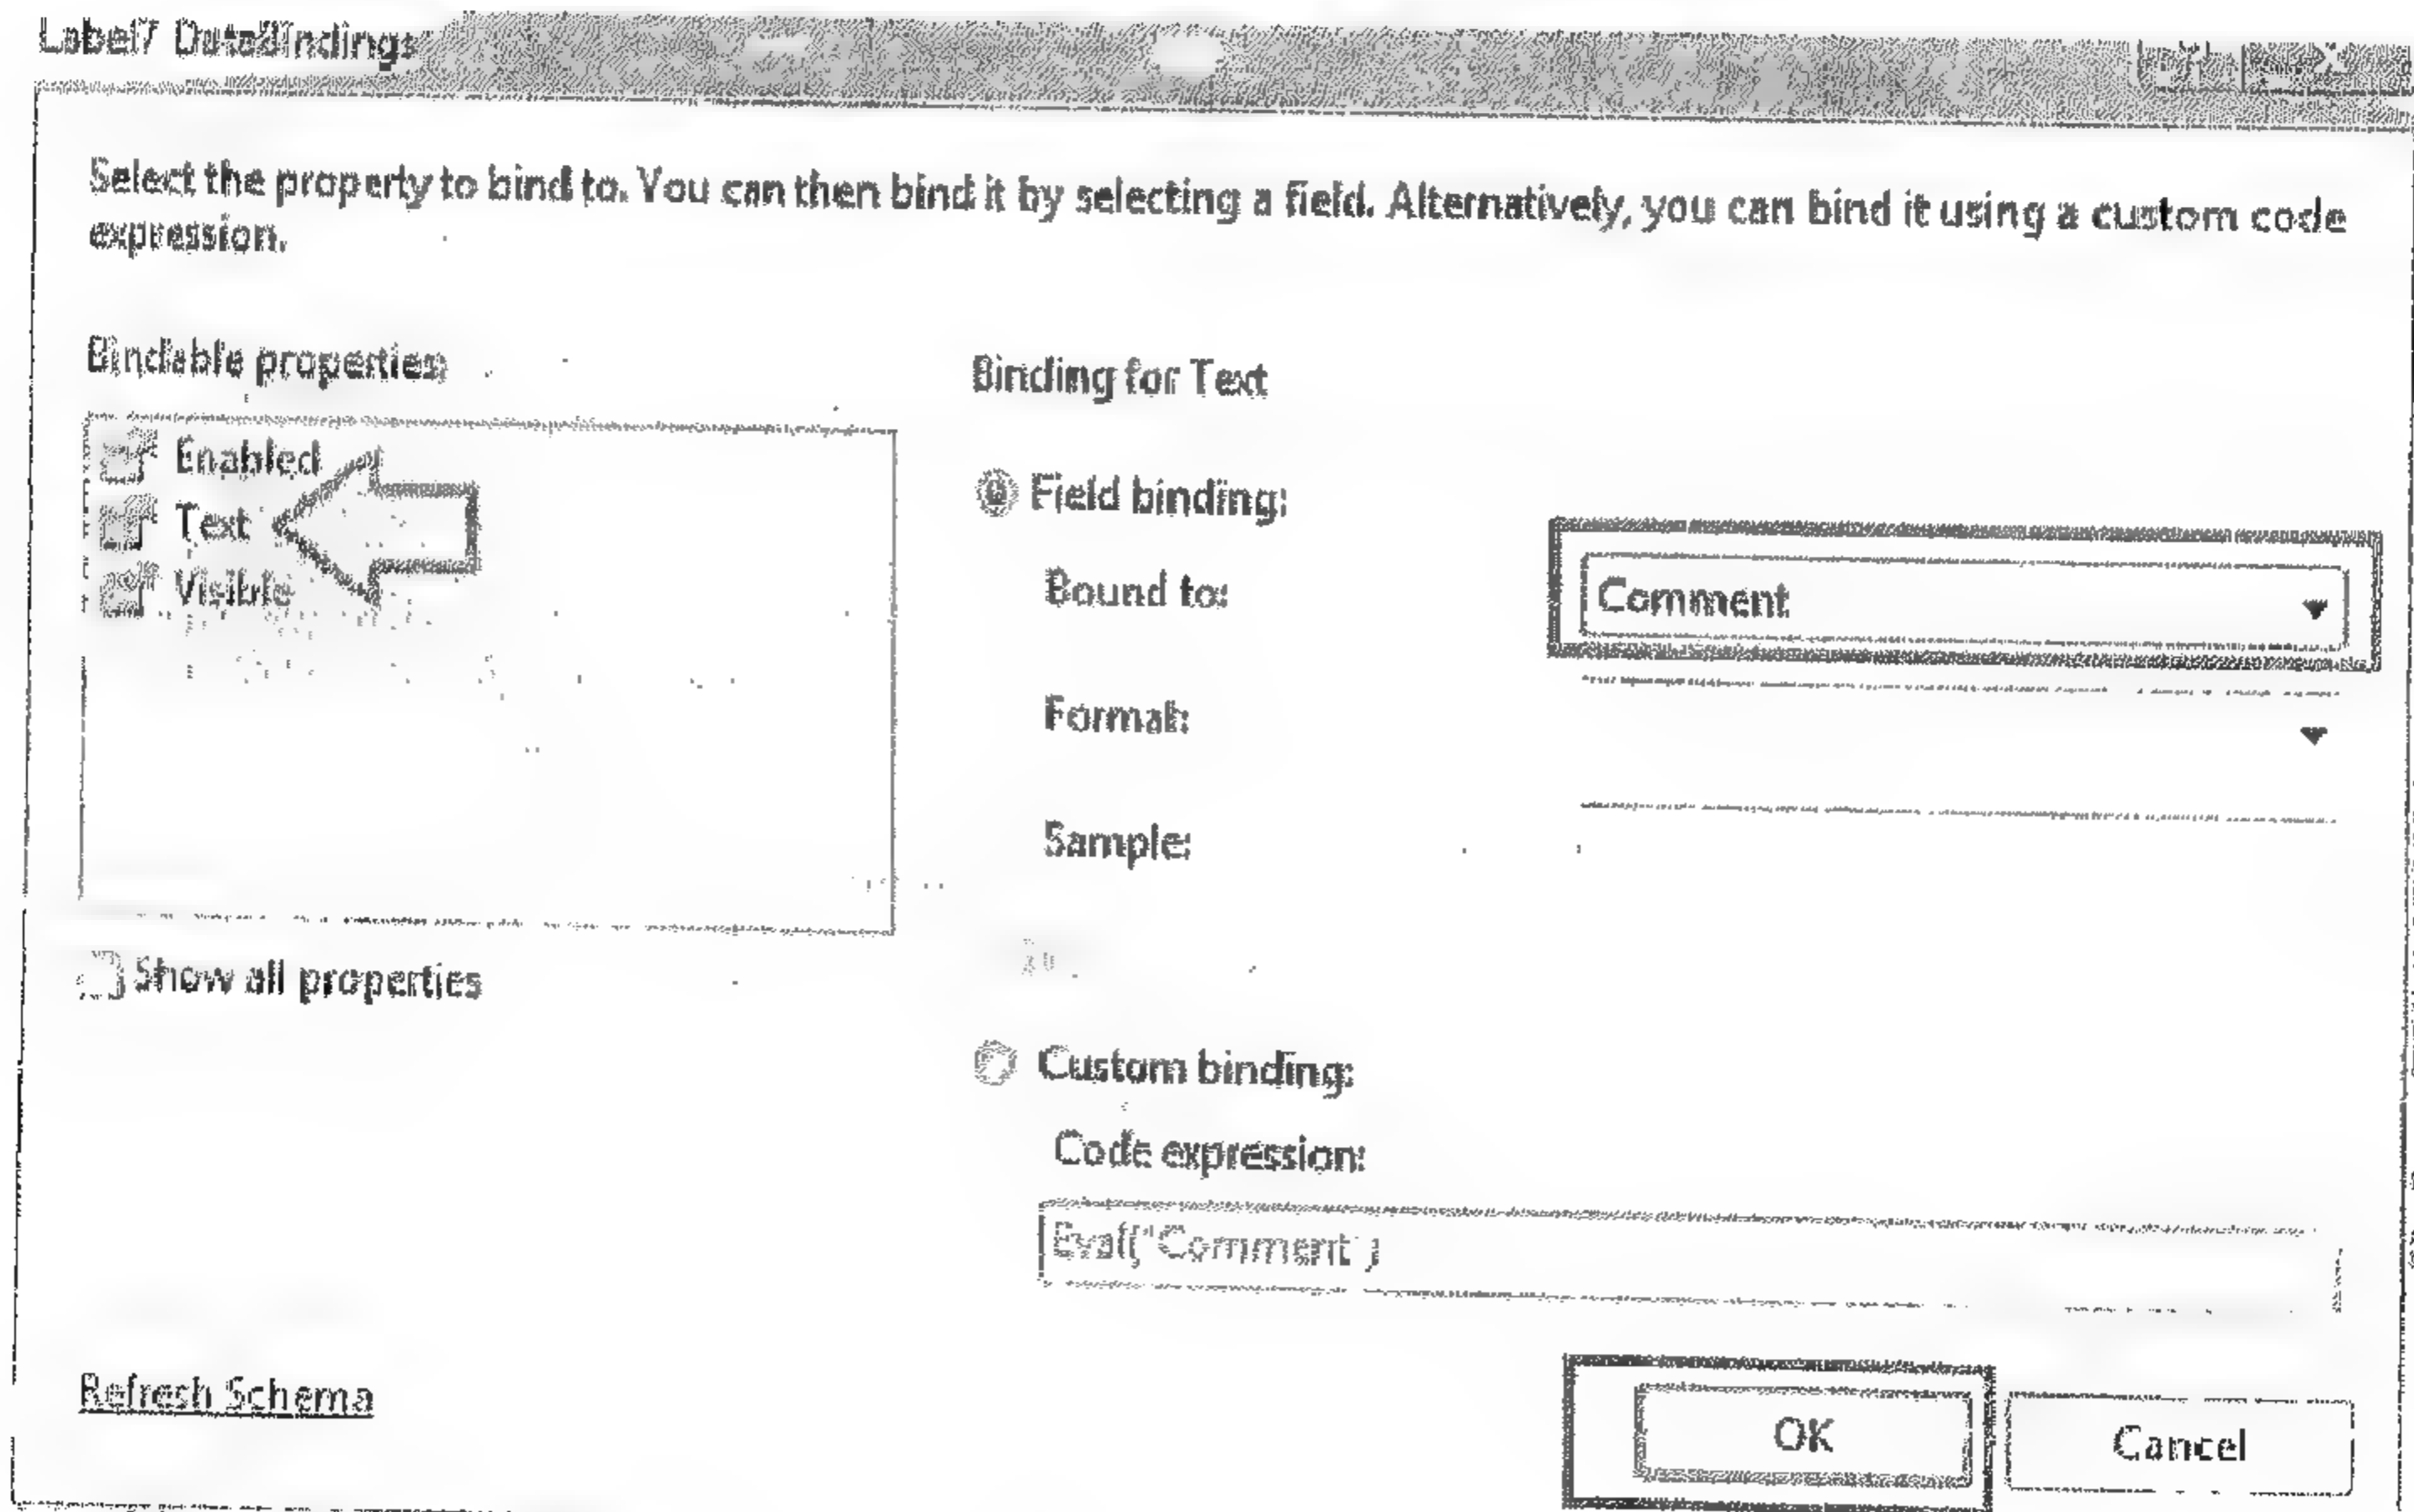 Label7 DataBindings
Select the property to bind to. You can then bind it by selecting a field. Alternatively, you can bind it using a custom code
expression.
Bindable properties:
Enabled
Text
Visible
Show all properties
Refresh Schema
Binding for Text
Field binding:
Bound to:
Comment
Format:
Sample:
Custom binding:
Code expression:
Eval("Comment")
OK
Cancel